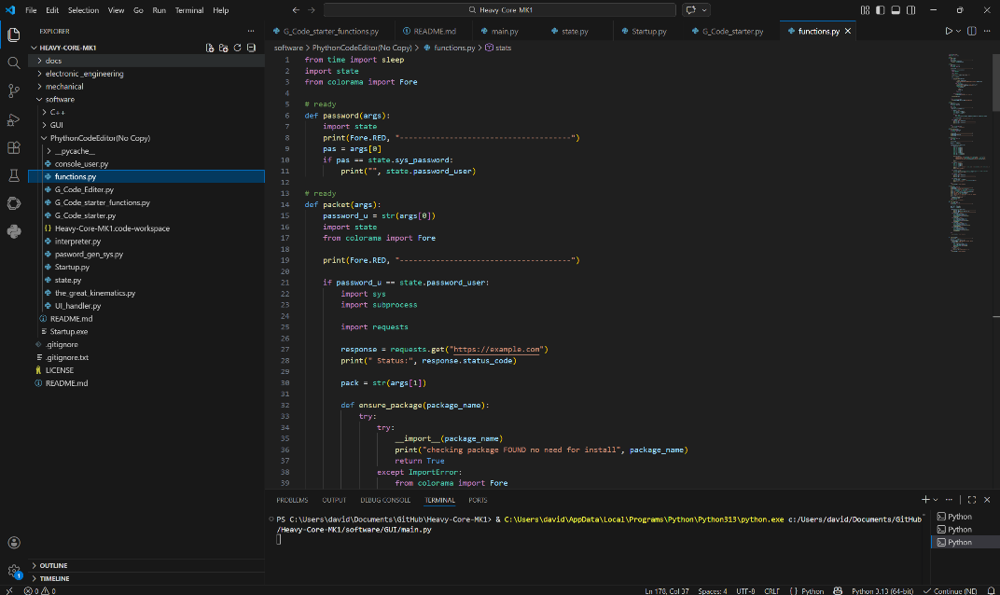 File Edit Selection View Go Run Terminal Help
Heavy Core MK1
EXPLORER
HEAVY-CORE-MK1
docs
electronic_engineering
mechanical
software
C++
GUI
PhythonCodeEditor(No Copy)
__pycache__
console_user.py
functions.py
G_Code_Editer.py
G_Code_starter_functions.py
G_Code_starter.py
Heavy-Core-MK1.code-workspace
interpreter.py
pasword_gen_sys.py
Startup.py
state.py
the_great_kinematics.py
UI_handler.py
README.md
Startup.exe
.gitignore
.gitignore.txt
LICENSE
README.md
OUTLINE
TIMELINE
G_Code_starter_functions.py README.md main.py state.py Startup.py G_Code_starter.py functions.py
software > PhythonCodeEditor(No Copy) > functions.py > stats
1 from time import sleep
2 import state
3 from colorama import Fore
4
5 # ready
6 def password(args):
7 import state
8 print(Fore.RED, "--------------------------------------")
9 pas = args[0]
10 if pas == state.sys_password:
11 print("", state.password_user)
12
13 # ready
14 def packet(args):
15 password_u = str(args[0])
16 import state
17 from colorama import Fore
18
19 print(Fore.RED, "--------------------------------------")
20
21 if password_u == state.password_user:
22 import sys
23 import subprocess
24
25 import requests
26
27 response = requests.get("https://example.com")
28 print(" Status:", response.status_code)
29
30 pack = str(args[1])
31
32 def ensure_package(package_name):
33 try:
34 try:
35 __import__(package_name)
36 print("checking package FOUND no need for install", package_name)
37 return True
38 except ImportError:
39 from colorama import Fore
PROBLEMS OUTPUT DEBUG CONSOLE TERMINAL PORTS
PS C:\Users\david\Documents\GitHub\Heavy-Core-MK1> & C:\Users\david\AppData\Local\Programs\Python\Python313\python.exe c:/Users/david/Documents/GitHub
/Heavy-Core-MK1/software/GUI/main.py
Python
Python
Python
1
0 0 Ln 178, Col 37 Spaces: 4 UTF-8 CRLF {} Python Python 3.13 (64-bit) Continue (NE)